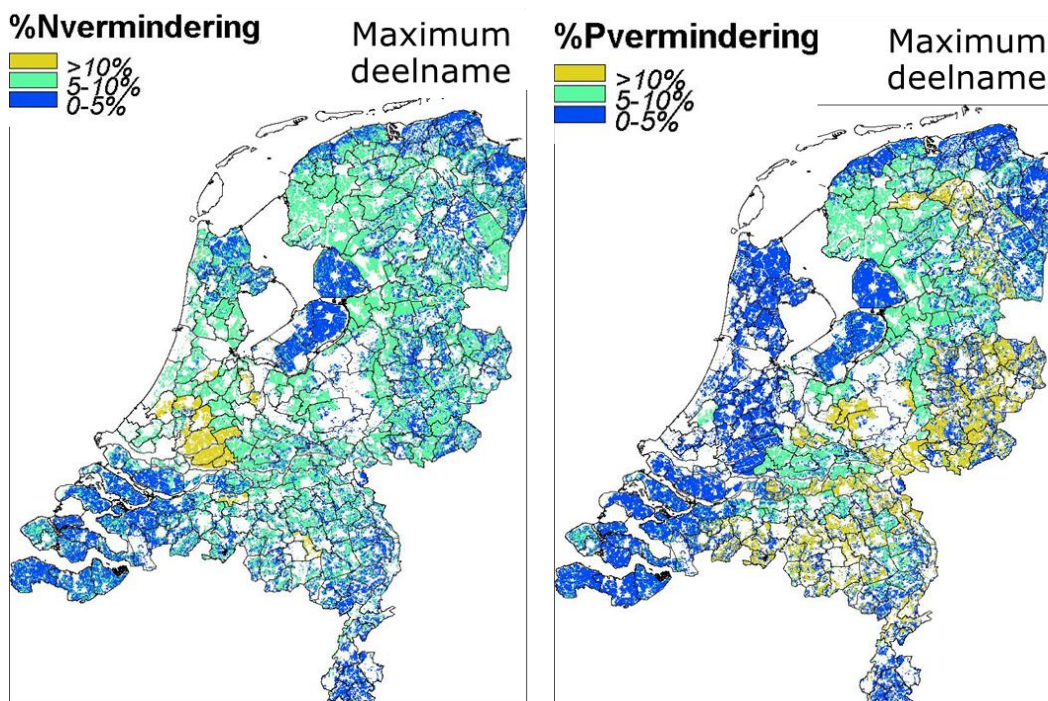 %Nvermindering
Maximum
deelname
>10%
5-10%
0-5%
%Pvermindering
Maximum
deelname
>10%
5-10%
0-5%